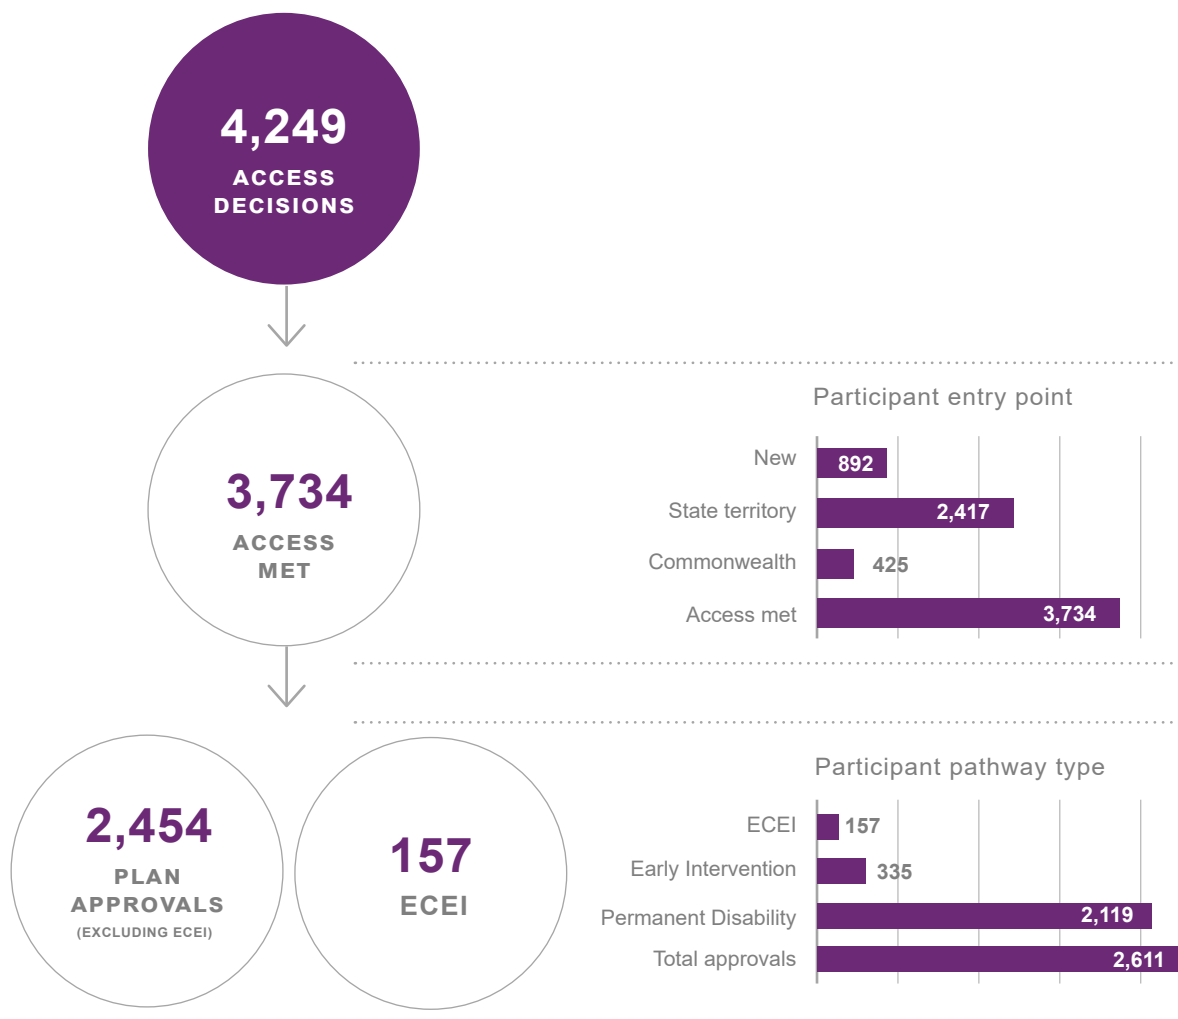 4,249
ACCESS
DECISIONS
3,734
ACCESS
MET
Participant entry point
New 892
State territory 2,417
Commonwealth 425
Access met 3,734
2,454
PLAN
APPROVALS
(EXCLUDING ECEI)
157
ECEI
Participant pathway type
ECEI 157
Early Intervention 335
Permanent Disability 2,119
Total approvals 2,611